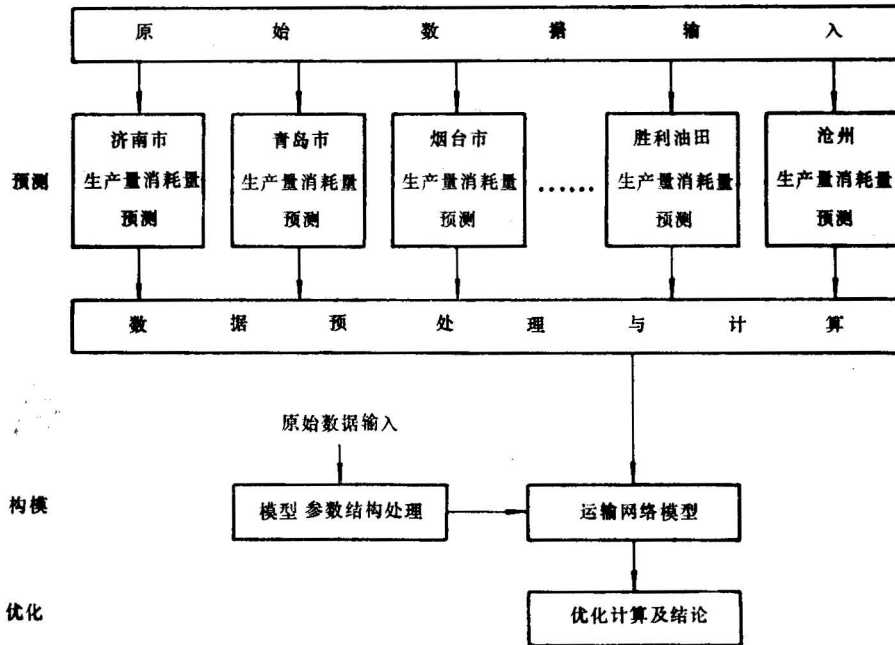 原始数据输入
济南市
生产量消耗量
预测
青岛市
生产量消耗量
预测
烟台市
生产量消耗量
预测
......
胜利油田
生产量消耗量
预测
沧州
生产量消耗量
预测
预测
数据预处理与计算
原始数据输入
构模
模型 参数结构处理
运输网络模型
优化
优化计算及结论